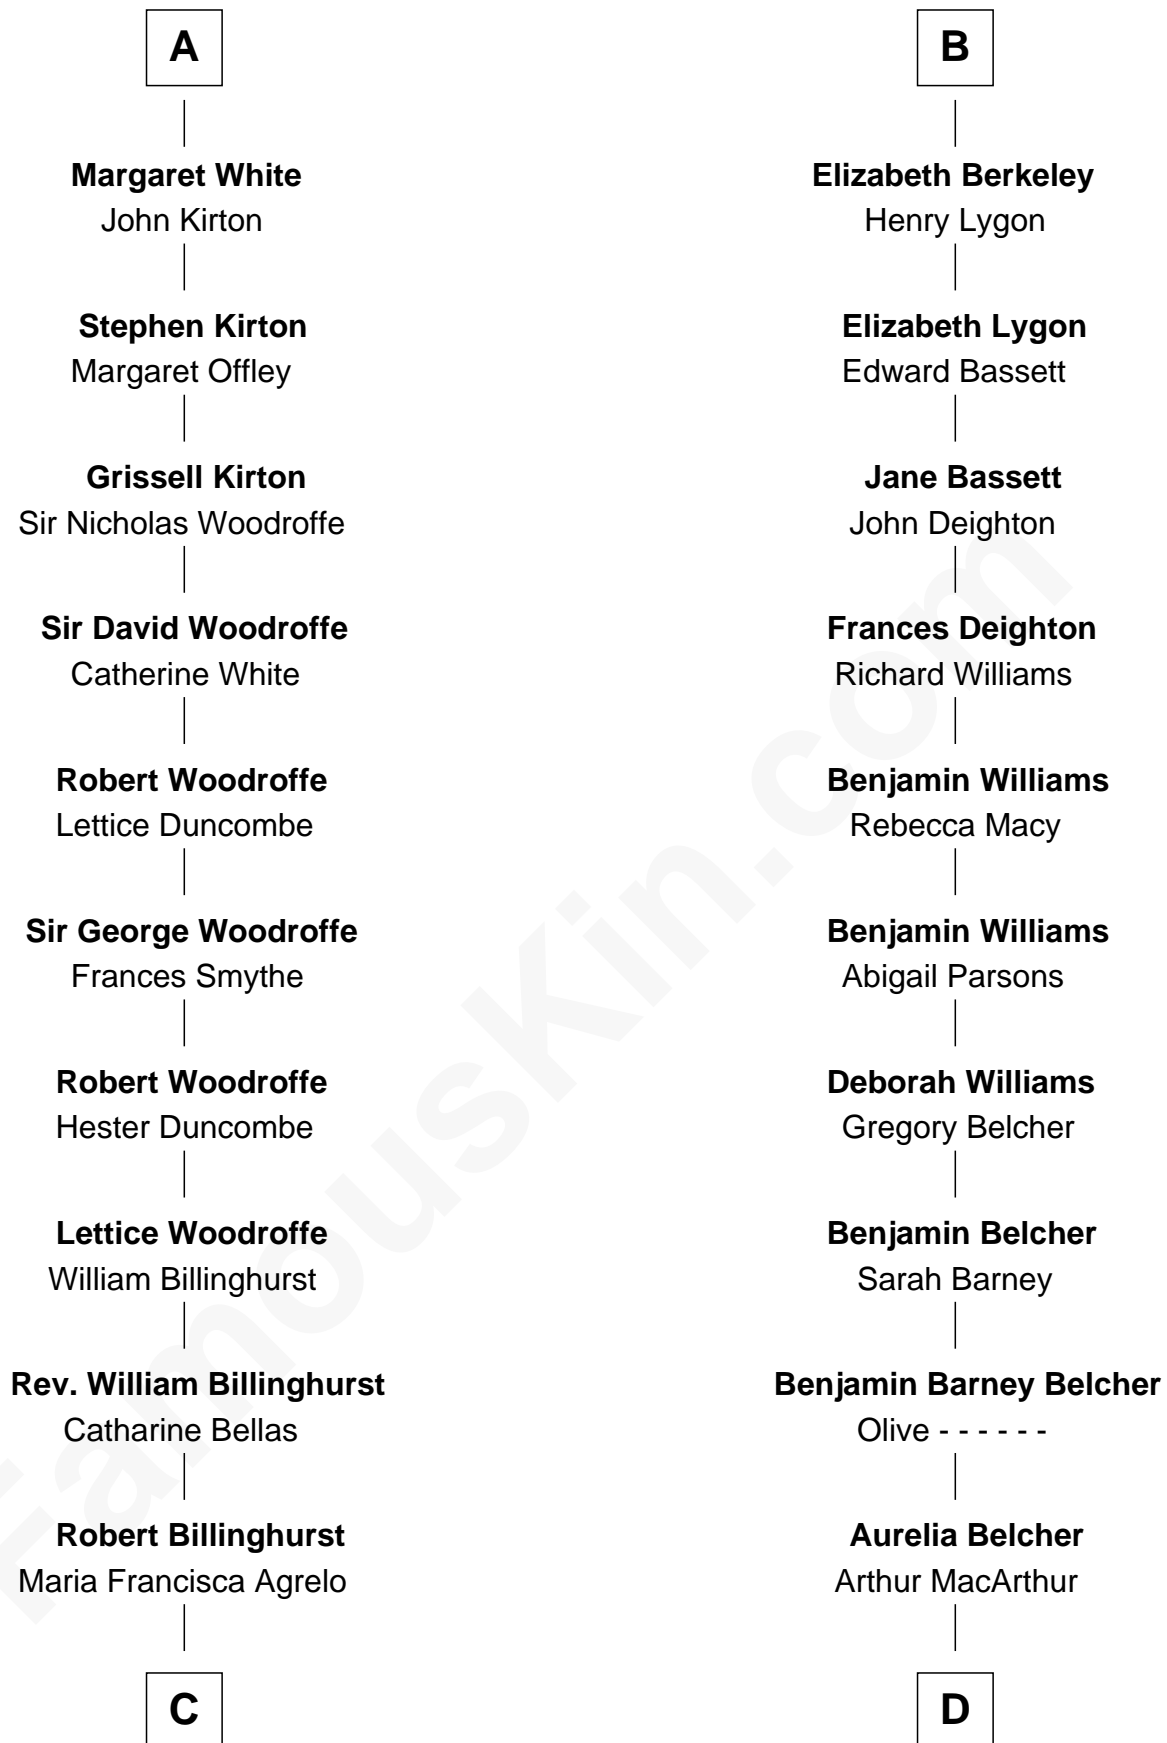 A
Margaret White
John Kirton
Stephen Kirton
Margaret Offley
Grissell Kirton
Sir Nicholas Woodroffe
Sir David Woodroffe
Catherine White
Robert Woodroffe
Lettice Duncombe
Sir George Woodroffe
Frances Smythe
Robert Woodroffe
Hester Duncombe
Lettice Woodroffe
William Billinghurst
Rev. William Billinghurst
Catharine Bellas
Robert Billinghurst
Maria Francisca Agrelo
C
B
Elizabeth Berkeley
Henry Lygon
Elizabeth Lygon
Edward Bassett
Jane Bassett
John Deighton
Frances Deighton
Richard Williams
Benjamin Williams
Rebecca Macy
Benjamin Williams
Abigail Parsons
Deborah Williams
Gregory Belcher
Benjamin Belcher
Sarah Barney
Benjamin Barney Belcher
Olive - - - - - -
Aurelia Belcher
Arthur MacArthur
D
FamousKin.com